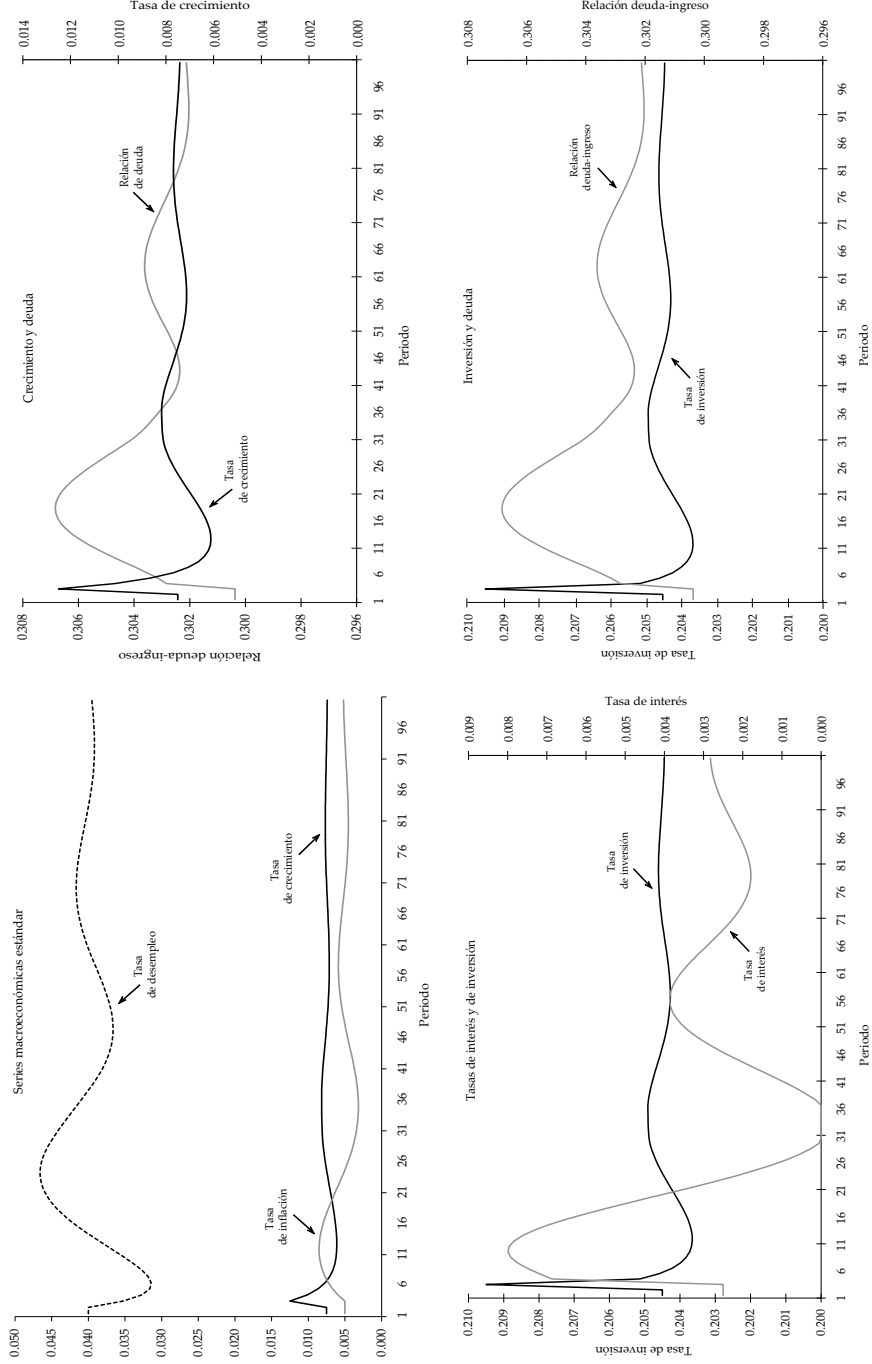 Series macroeconómicas estándar
0.050
0.045
0.040
0.035
0.030
0.025
0.020
0.015
0.010
0.005
0.000
Tasa
de desempleo
Tasa
de inflación
Tasa
de crecimiento
1 6 11 16 21 26 31 36 41 46 51 56 61 66 71 76 81 86 91 96
Periodo
Crecimiento y deuda
Relación deuda-ingreso
0.308
0.306
0.304
0.302
0.300
0.298
0.296
Tasa
de crecimiento
Relación
de deuda
Tasa de crecimiento
0.014
0.012
0.010
0.008
0.006
0.004
0.002
0.000
1 6 11 16 21 26 31 36 41 46 51 56 61 66 71 76 81 86 91 96
Periodo
Tasas de interés y de inversión
Tasa de inversión
0.210
0.209
0.208
0.207
0.206
0.205
0.204
0.203
0.202
0.201
0.200
Tasa
de inversión
Tasa
de interés
Tasa de interés
0.009
0.008
0.007
0.006
0.005
0.004
0.003
0.002
0.001
0.000
1 6 11 16 21 26 31 36 41 46 51 56 61 66 71 76 81 86 91 96
Periodo
Inversión y deuda
Tasa de inversión
0.210
0.209
0.208
0.207
0.206
0.205
0.204
0.203
0.202
0.201
0.200
Tasa
de inversión
Relación
deuda-ingreso
Relación deuda-ingreso
0.308
0.306
0.304
0.302
0.300
0.298
0.296
1 6 11 16 21 26 31 36 41 46 51 56 61 66 71 76 81 86 91 96
Periodo